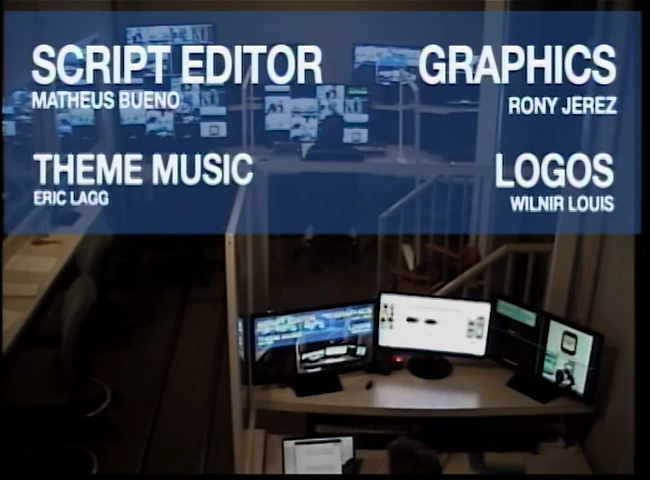 SCRIPT EDITOR
MATHEUS BUENO
GRAPHICS
RONY JEREZ
THEME MUSIC
ERIC LAGG
LOGOS
WILNIR LOUIS